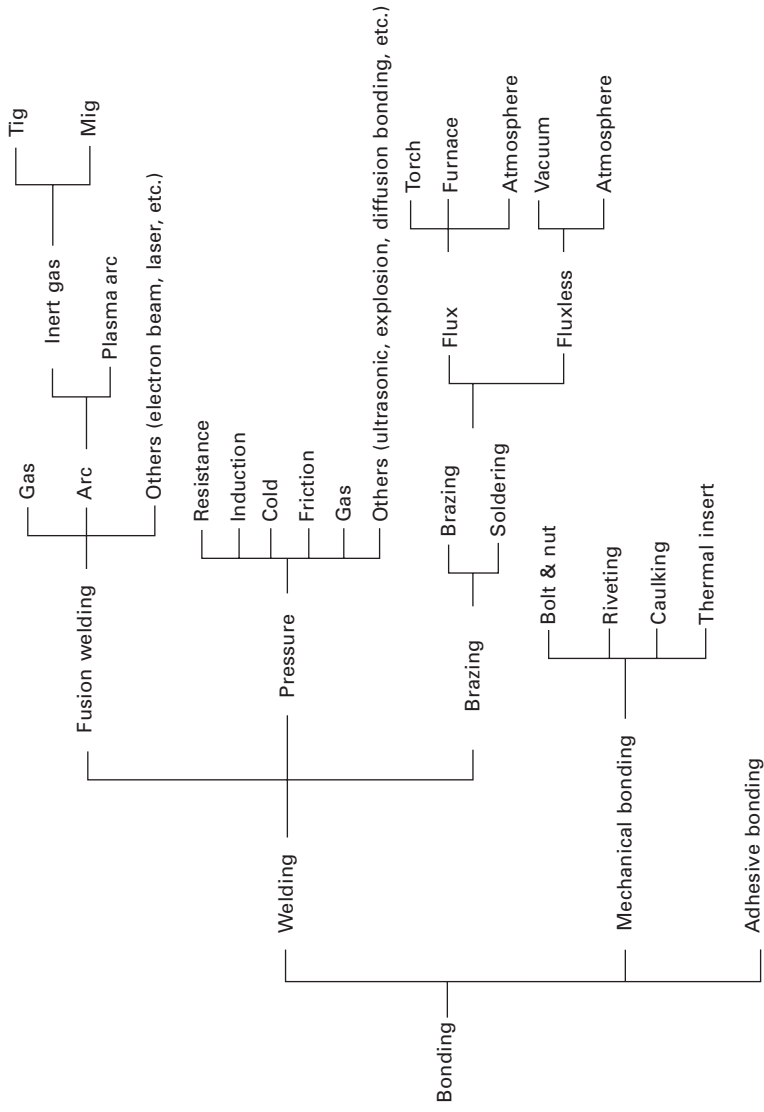 Bonding
Welding
Fusion welding
Gas
Arc
Inert gas
Tig
Mig
Plasma arc
Others (electron beam, laser, etc.)
Pressure
Resistance
Induction
Cold
Friction
Gas
Others (ultrasonic, explosion, diffusion bonding, etc.)
Brazing
Brazing
Flux
Torch
Furnace
Atmosphere
Fluxless
Vacuum
Atmosphere
Soldering
Mechanical bonding
Bolt & nut
Riveting
Caulking
Thermal insert
Adhesive bonding